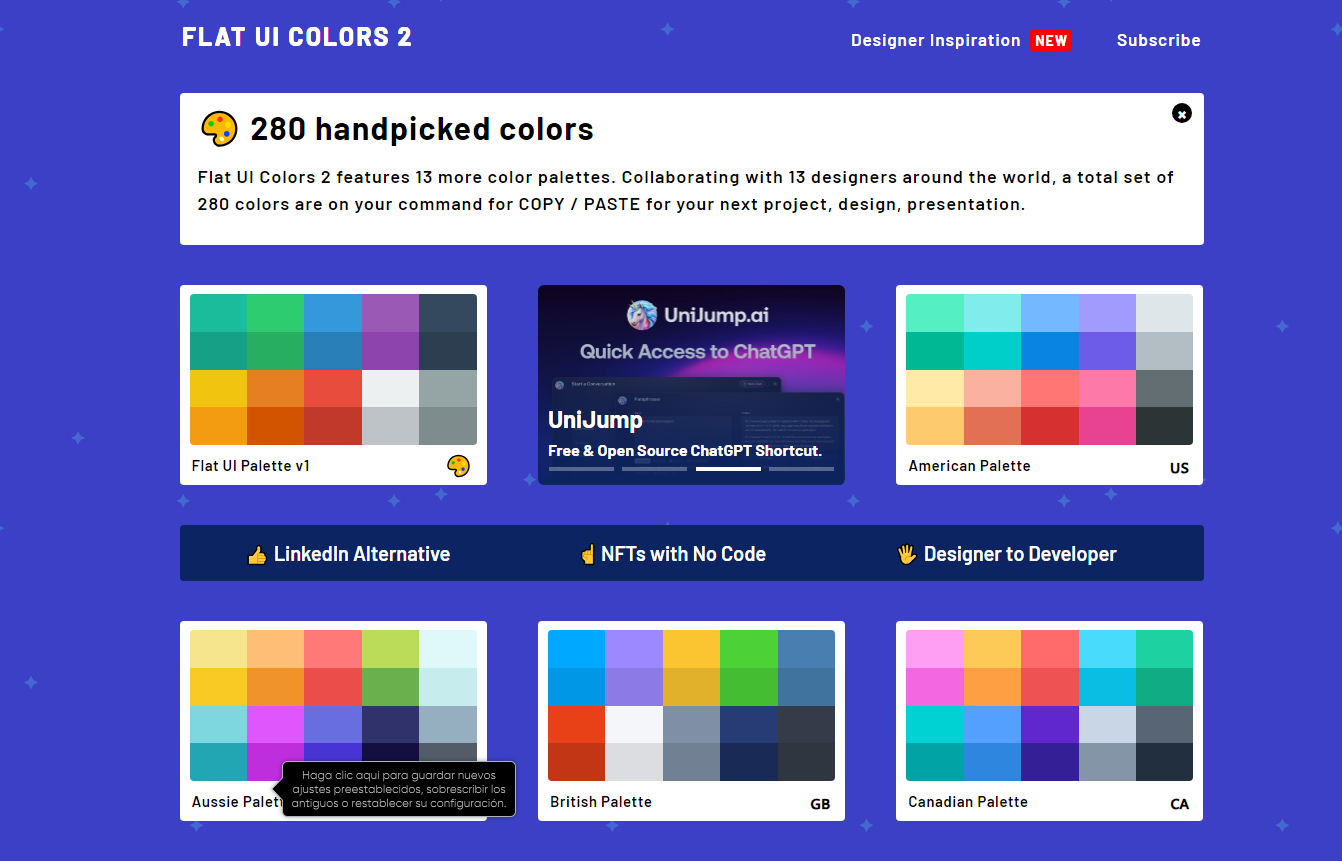 FLAT UI COLORS 2
Designer Inspiration NEW
Subscribe
280 handpicked colors
Flat UI Colors 2 features 13 more color palettes. Collaborating with 13 designers around the world, a total set of
280 colors are on your command for COPY / PASTE for your next project, design, presentation.
UniJump.ai
Quick Access to ChatGPT
Start a Conversation
Paraphraser
UniJump
Free & Open Source ChatGPT Shortcut.
Flat UI Palette v1
American Palette
US
LinkedIn Alternative
NFTs with No Code
Designer to Developer
Haga clic aquí para guardar nuevos
ajustes preestablecidos, sobrescribir los
antiguos o restablecer su configuración.
Aussie Palet
British Palette
GB
Canadian Palette
CA